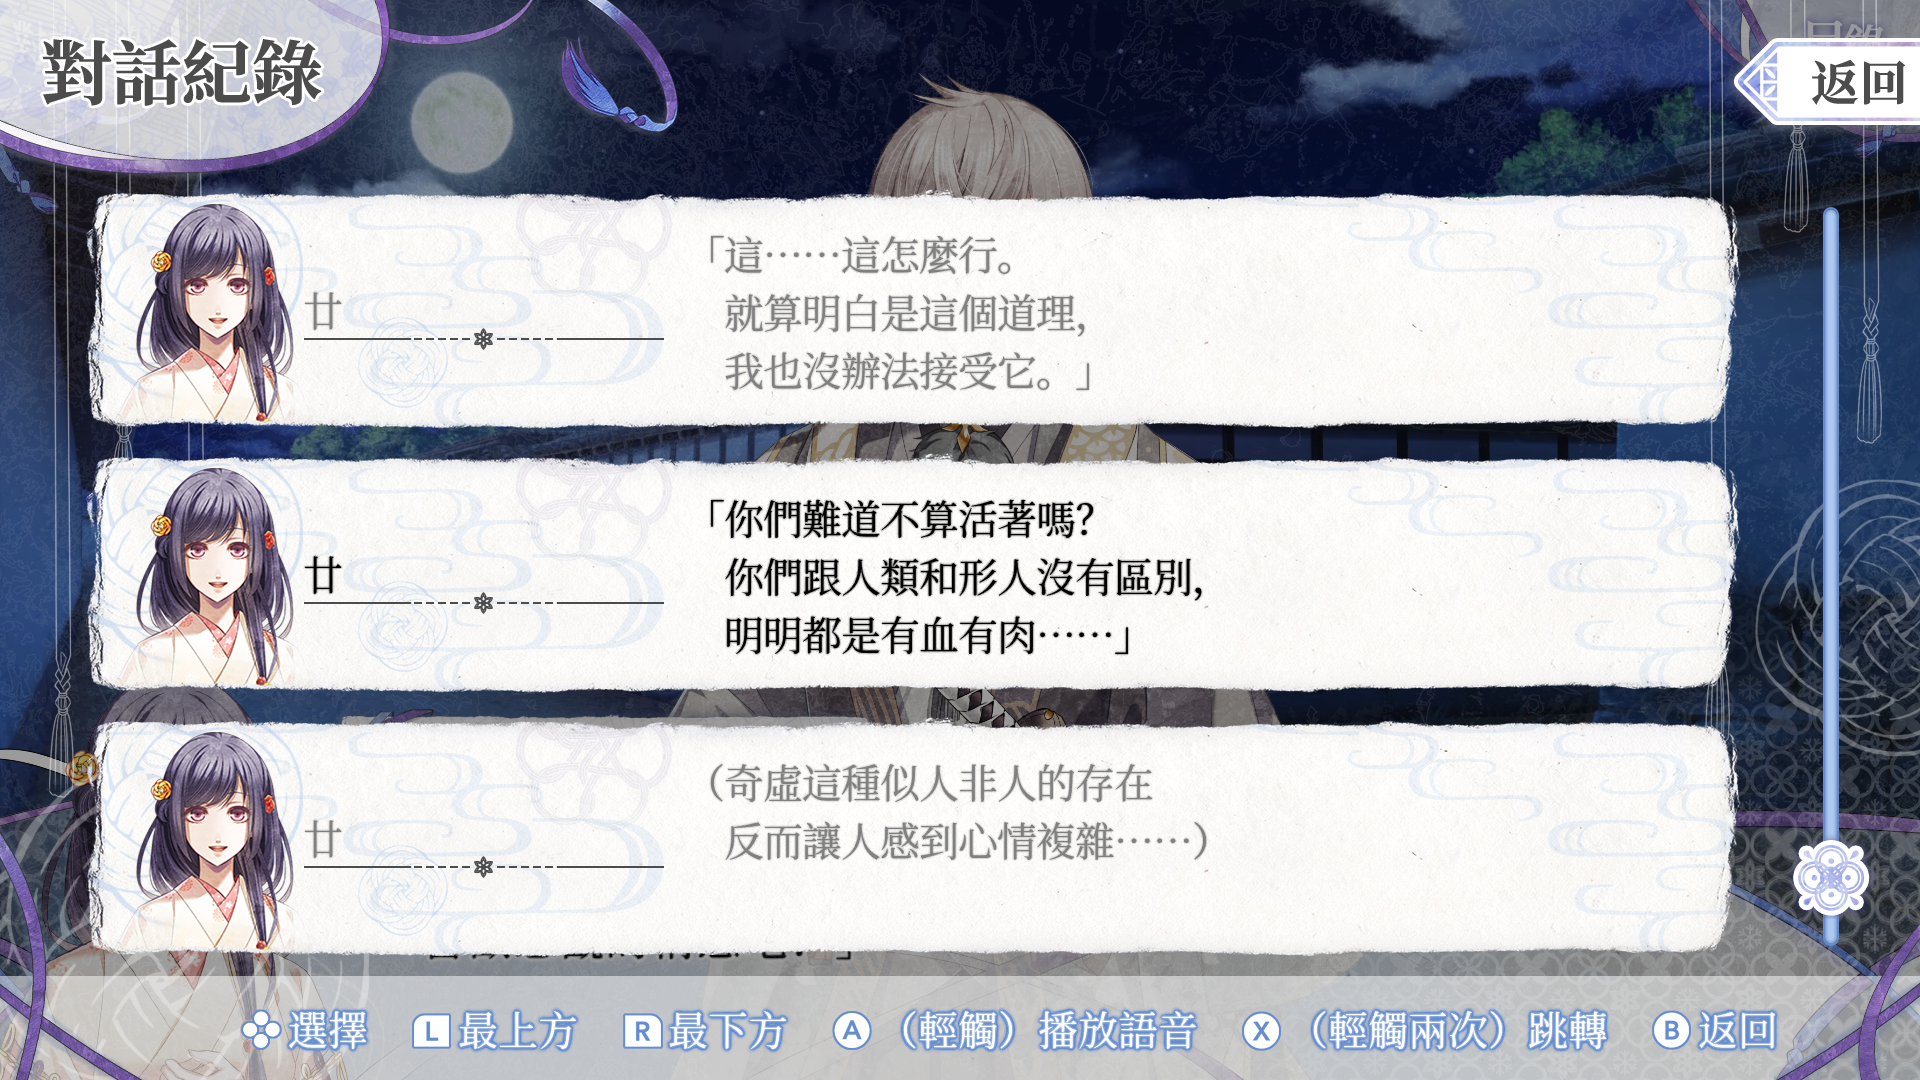 對話紀錄
目錄
返回
廿
「這……這怎麼行。
就算明白是這個道理,
我也沒辦法接受它。」
廿
「你們難道不算活著嗎?
你們跟人類和形人沒有區別,
明明都是有血有肉……」
廿
(奇虛這種似人非人的存在
反而讓人感到心情複雜……)
選擇
L 最上方
R 最下方
A (輕觸) 播放語音
X (輕觸兩次) 跳轉
B 返回